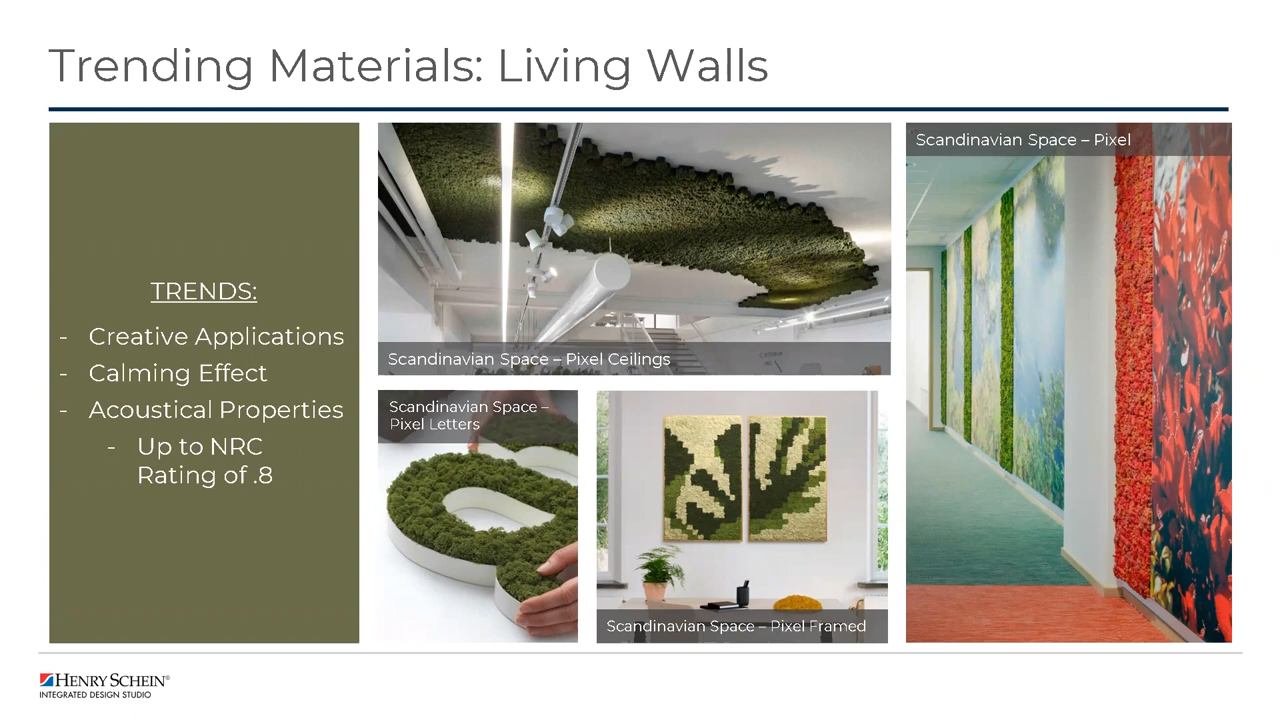 Trending Materials: Living Walls
TRENDS:
- Creative Applications
- Calming Effect
- Acoustical Properties
- Up to NRC
Rating of .8
Scandinavian Space – Pixel Ceilings
Scandinavian Space –
Pixel Letters
Scandinavian Space – Pixel Framed
Scandinavian Space – Pixel
HENRY SCHEIN®
INTEGRATED DESIGN STUDIO